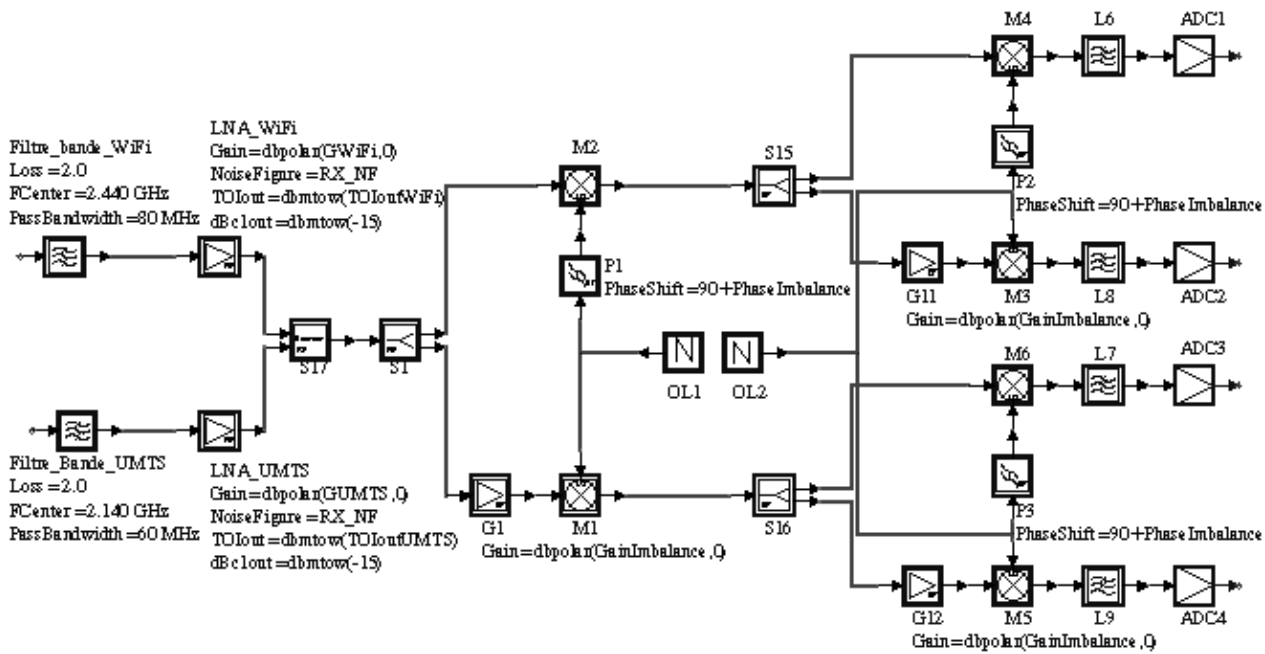 M4 L6 ADC1
LNA_WiFi
Filtre_bande_WiFi
Gain=dbpolar(GWiFi,0)
Loss=2.0
NoiseFigure=RX_NF
M2
S15
FCenter=2.440 GHz
TOIout=dbmtow(TOIoutWiFi)
P2
PassBandwidth=80 MHz
dBc1out=dbmtow(-15)
PhaseShift=90+PhaseImbalance
P1
PhaseShift=90+PhaseImbalance
G11 M3 L8 ADC2
Gain=dbpolar(GainImbalance,0)
S17 S1
OL1 OL2
M6 L7 ADC3
Filtre_Bande_UMTS
Loss=2.0
FCenter=2.140 GHz
PassBandwidth=60 MHz
LNA_UMTS
Gain=dbpolar(GUMTS,0)
NoiseFigure=RX_NF
TOIout=dbmtow(TOIoutUMTS)
dBc1out=dbmtow(-15)
G1 M1 S16
Gain=dbpolar(GainImbalance,0)
P3
PhaseShift=90+PhaseImbalance
G12 M5 L9 ADC4
Gain=dbpolar(GainImbalance,0)